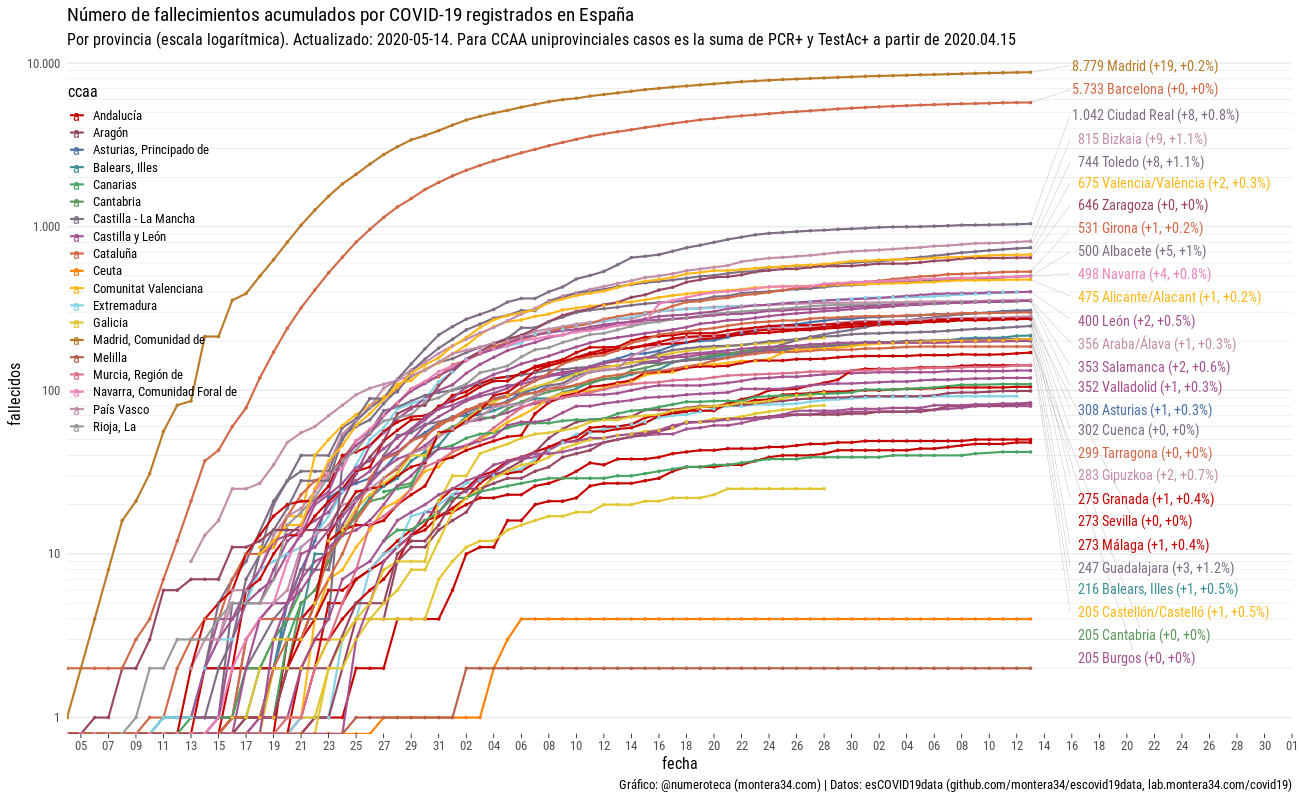 Número de fallecimientos acumulados por COVID-19 registrados en España
Por provincia (escala logarítmica). Actualizado: 2020-05-14. Para CCAA uniprovinciales casos es la suma de PCR+ y TestAc+ a partir de 2020.04.15
10.000
1.000
100
10
1
fallecidos
ccaa
Andalucía
Aragón
Asturias, Principado de
Balears, Illes
Canarias
Cantabria
Castilla - La Mancha
Castilla y León
Cataluña
Ceuta
Comunitat Valenciana
Extremadura
Galicia
Madrid, Comunidad de
Melilla
Murcia, Región de
Navarra, Comunidad Foral de
País Vasco
Rioja, La
8.779 Madrid (+19, +0.2%)
5.733 Barcelona (+0, +0%)
1.042 Ciudad Real (+8, +0.8%)
815 Bizkaia (+9, +1.1%)
744 Toledo (+8, +1.1%)
675 Valencia/València (+2, +0.3%)
646 Zaragoza (+0, +0%)
531 Girona (+1, +0.2%)
500 Albacete (+5, +1%)
498 Navarra (+4, +0.8%)
475 Alicante/Alacant (+1, +0.2%)
400 León (+2, +0.5%)
356 Araba/Álava (+1, +0.3%)
353 Salamanca (+2, +0.6%)
352 Valladolid (+1, +0.3%)
308 Asturias (+1, +0.3%)
302 Cuenca (+0, +0%)
299 Tarragona (+0, +0%)
283 Gipuzkoa (+2, +0.7%)
275 Granada (+1, +0.4%)
273 Sevilla (+0, +0%)
273 Málaga (+1, +0.4%)
247 Guadalajara (+3, +1.2%)
216 Balears, Illes (+1, +0.5%)
205 Castellón/Castelló (+1, +0.5%)
205 Cantabria (+0, +0%)
205 Burgos (+0, +0%)
05 07 09 11 13 15 17 19 21 23 25 27 29 31 02 04 06 08 10 12 14 16 18 20 22 24 26 28 30 02 04 06 08 10 12 14 16 18 20 22 24 26 28 30 01
fecha
Gráfico: @numeroteca (montera34.com) | Datos: esCOVID19data (github.com/montera34/escovid19data, lab.montera34.com/covid19)